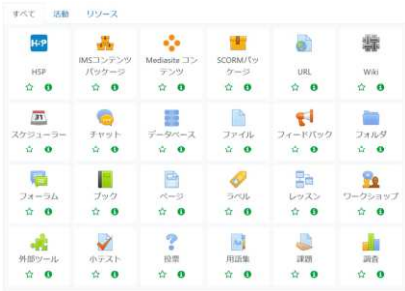 すべて 活動 リソース
H5P IMSコンテンツパッケージ Mediasite コンテンツ SCORMパッケージ URL Wiki
スケジューラー チャット データベース ファイル フィードバック フォルダ
フォーラム ブック ページ ラベル レッスン ワークショップ
外部ツール 小テスト 投票 用語集 課題 調査